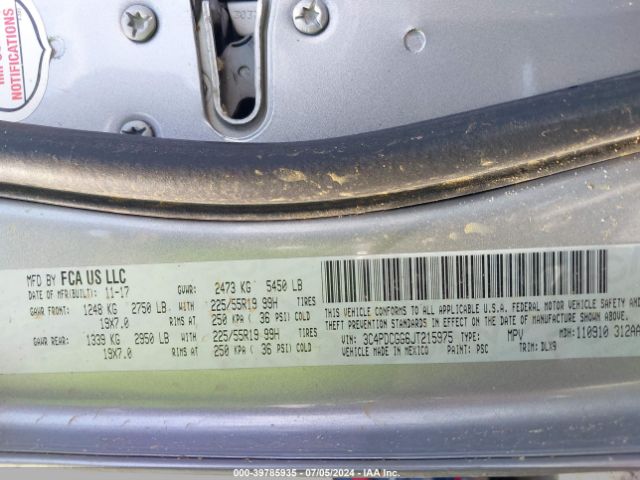 NOTIFICATIONS
MFD BY FCA US LLC
DATE OF MFR(BUILT): 11-17 GVWR: 2473 KG 5450 LB
GAWR FRONT: 1248 KG 2750 LB WITH 225/55R19 99H TIRES
19X7.0 RIMS AT 250 KPA ( 36 PSI) COLD
GAWR REAR: 1339 KG 2950 LB WITH 225/55R19 99H TIRES
19X7.0 RIMS AT 250 KPA ( 36 PSI) COLD
THIS VEHICLE CONFORMS TO ALL APPLICABLE U.S.A. FEDERAL MOTOR VEHICLE SAFETY AND
THEFT PREVENTION STANDARDS IN EFFECT ON THE DATE OF MANUFACTURE SHOWN ABOVE.
VIN: 3C4PDCGG6JT215975 TYPE: MPV MDH: 110910 312AA
VEHICLE MADE IN MEXICO PAINT: PSC TRIM: DLX9
© COPYRIGHT 2024 - IAA Inc.
000-39785935 - 07/05/2024 - IAA Inc.